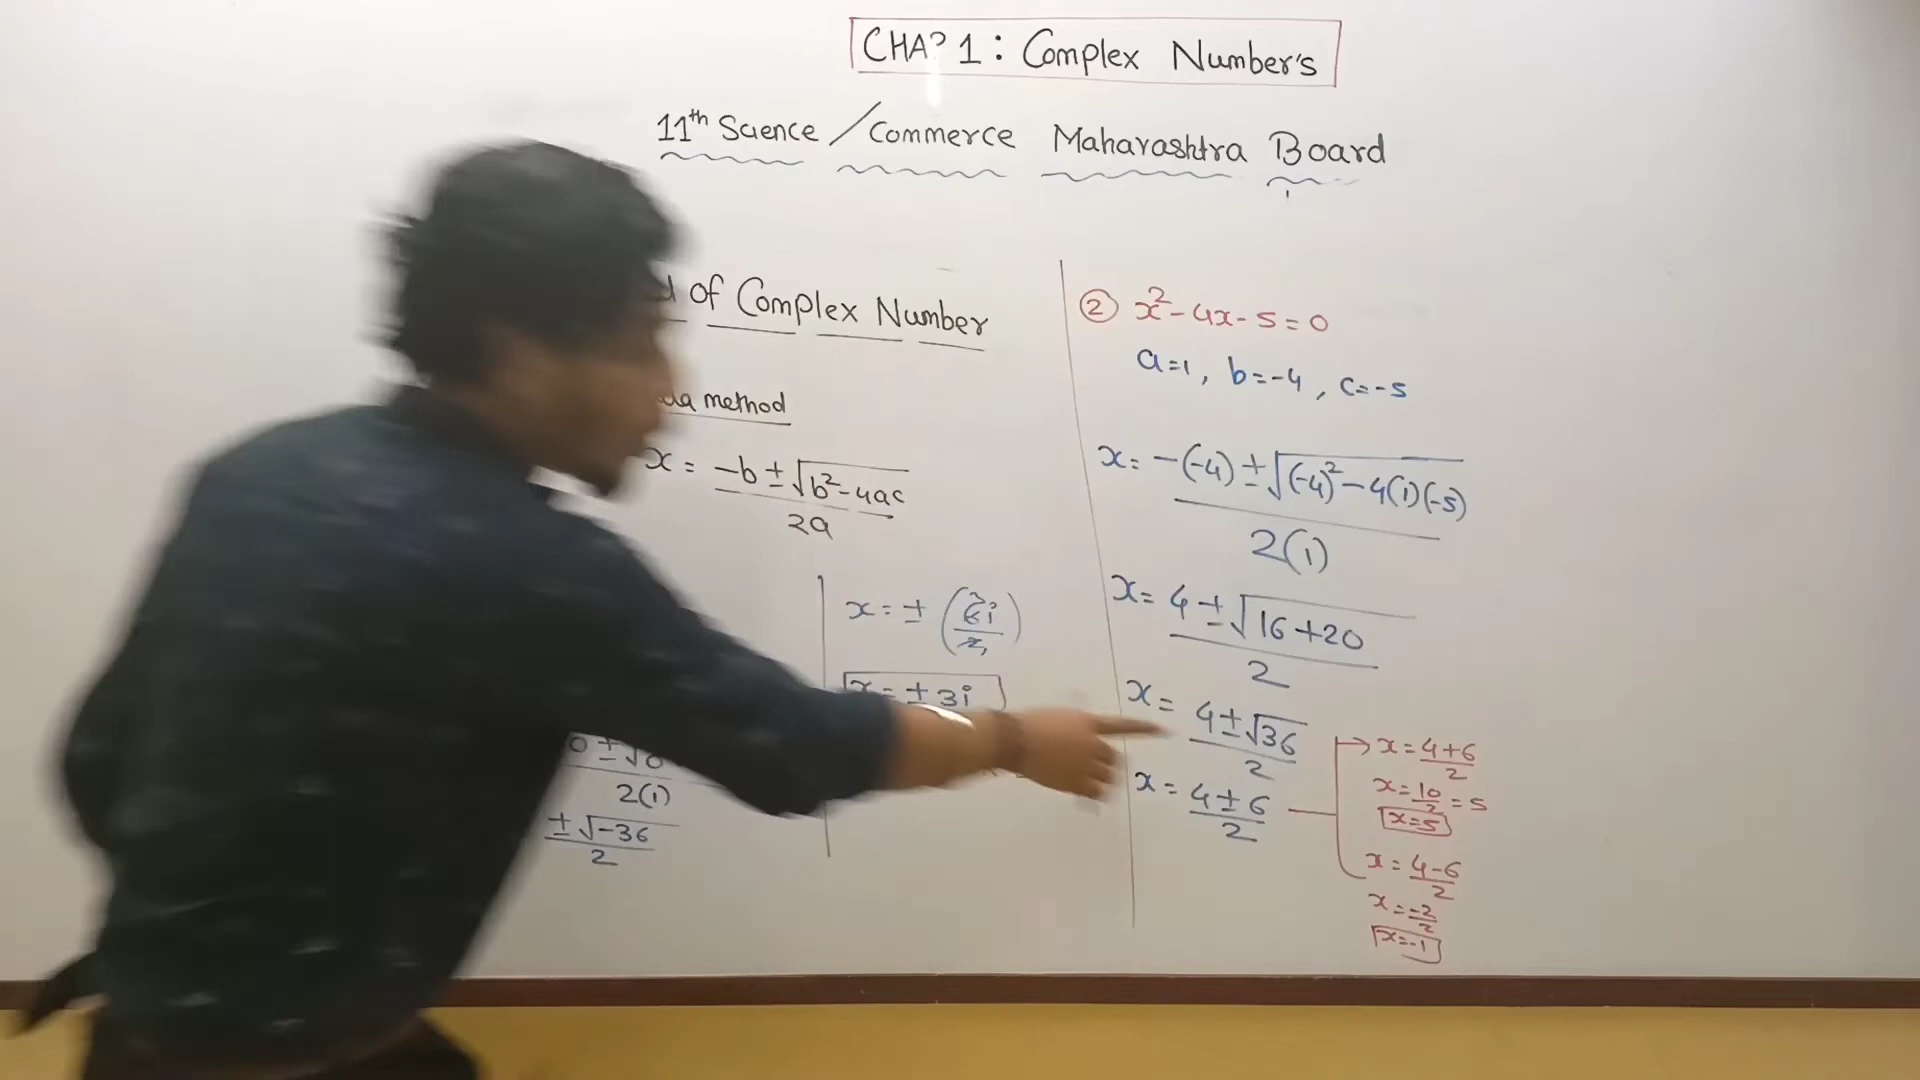 CHAP 1: Complex Number's
11th Science / Commerce Maharashtra Board
of Complex Number
method
x = -b ± √b² - 4ac
2a
x = ± (6i
2)
3
x = ± 3i
0 ± √0
2(1)
± √-36
2
② x² - 4x - 5 = 0
a=1, b=-4, c=-5
x = -(-4) ± √(-4)² - 4(1)(-5)
2(1)
x = 4 ± √16+20
2
x = 4 ± √36
2
x = 4 ± 6
2
x = 4+6
2
x = 10/2 = 5
x=5
x = 4-6
2
x = -2
2
x=-1